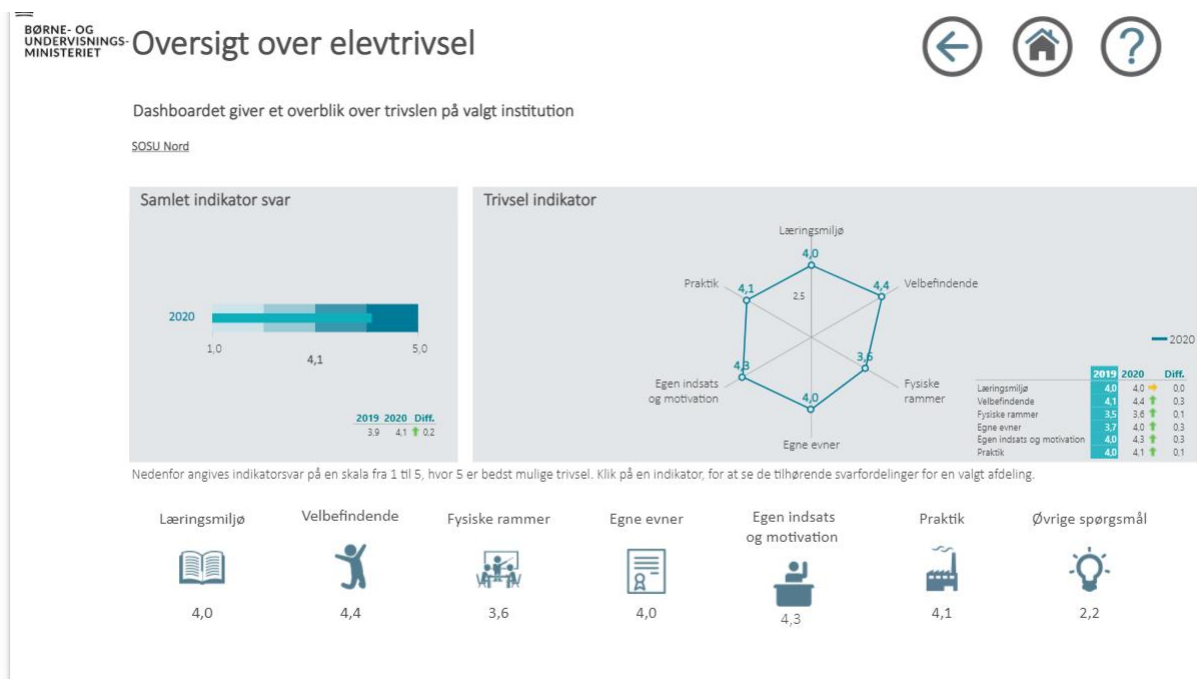 BØRNE- OG
UNDERVISNINGS-
MINISTERIET
Oversigt over elevtrivsel
?
Dashboardet giver et overblik over trivslen på valgt institution
SOSU Nord
Samlet indikator svar
2020
1,0
5,0
4,1
2019 2020 Diff.
3,9 4,1 0,2
Trivsel indikator
Læringsmiljø
4,0
Praktik
4,1
2.5
4,4
Velbefindende
4,3
3,6
Egen indsats
og motivation
4,0
Fysiske
rammer
Egne evner
2020
2019 2020 Diff.
Læringsmiljø 4,0 4,0 0,0
Velbefindende 4,1 4,4 0,3
Fysiske rammer 3,5 3,6 0,1
Egne evner 3,7 4,0 0,3
Egen indsats og motivation 4,0 4,3 0,3
Praktik 4,0 4,1 0,1
Nedenfor angives indikatorsvar på en skala fra 1 til 5, hvor 5 er bedst mulige trivsel. Klik på en indikator, for at se de tilhørende svarfordelinger for en valgt afdeling.
Læringsmiljø
4,0
Velbefindende
4,4
Fysiske rammer
3,6
Egne evner
4,0
Egen indsats
og motivation
4,3
Praktik
4,1
Øvrige spørgsmål
2,2